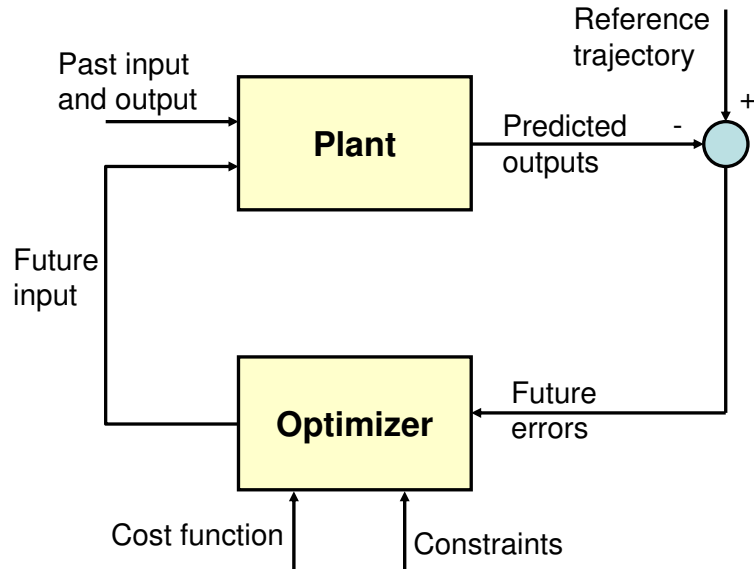 Reference
trajectory
+
Past input
and output
Plant
Predicted
outputs
-
Future
input
Optimizer
Future
errors
Cost function
Constraints